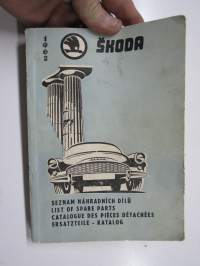 1962
ŠKODA
SEZNAM NÁHRADNÍCH DÍLŮ
LIST OF SPARE PARTS
CATALOGUE DES PIÈCES DÉTACHÉES
ERSATZTEILE - KATALOG